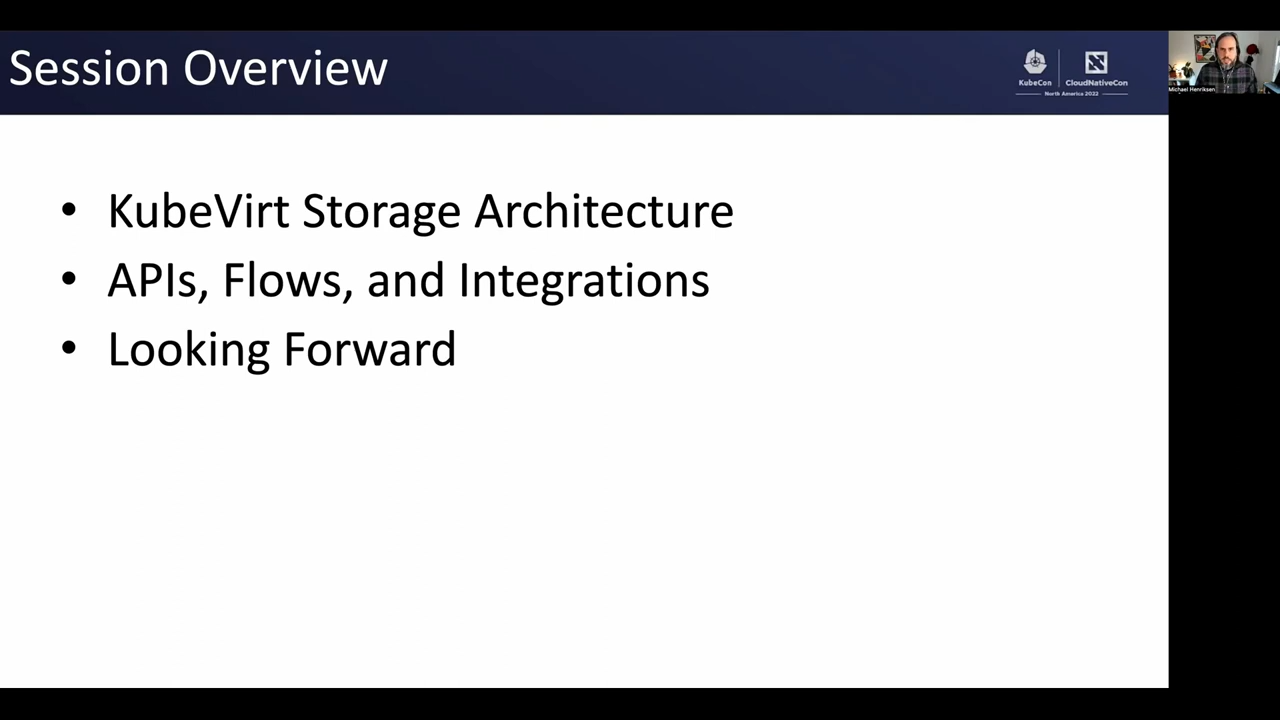 Session Overview
KubeCon
CloudNativeCon
North America 2022
Michael Henriksen
• KubeVirt Storage Architecture
• APIs, Flows, and Integrations
• Looking Forward